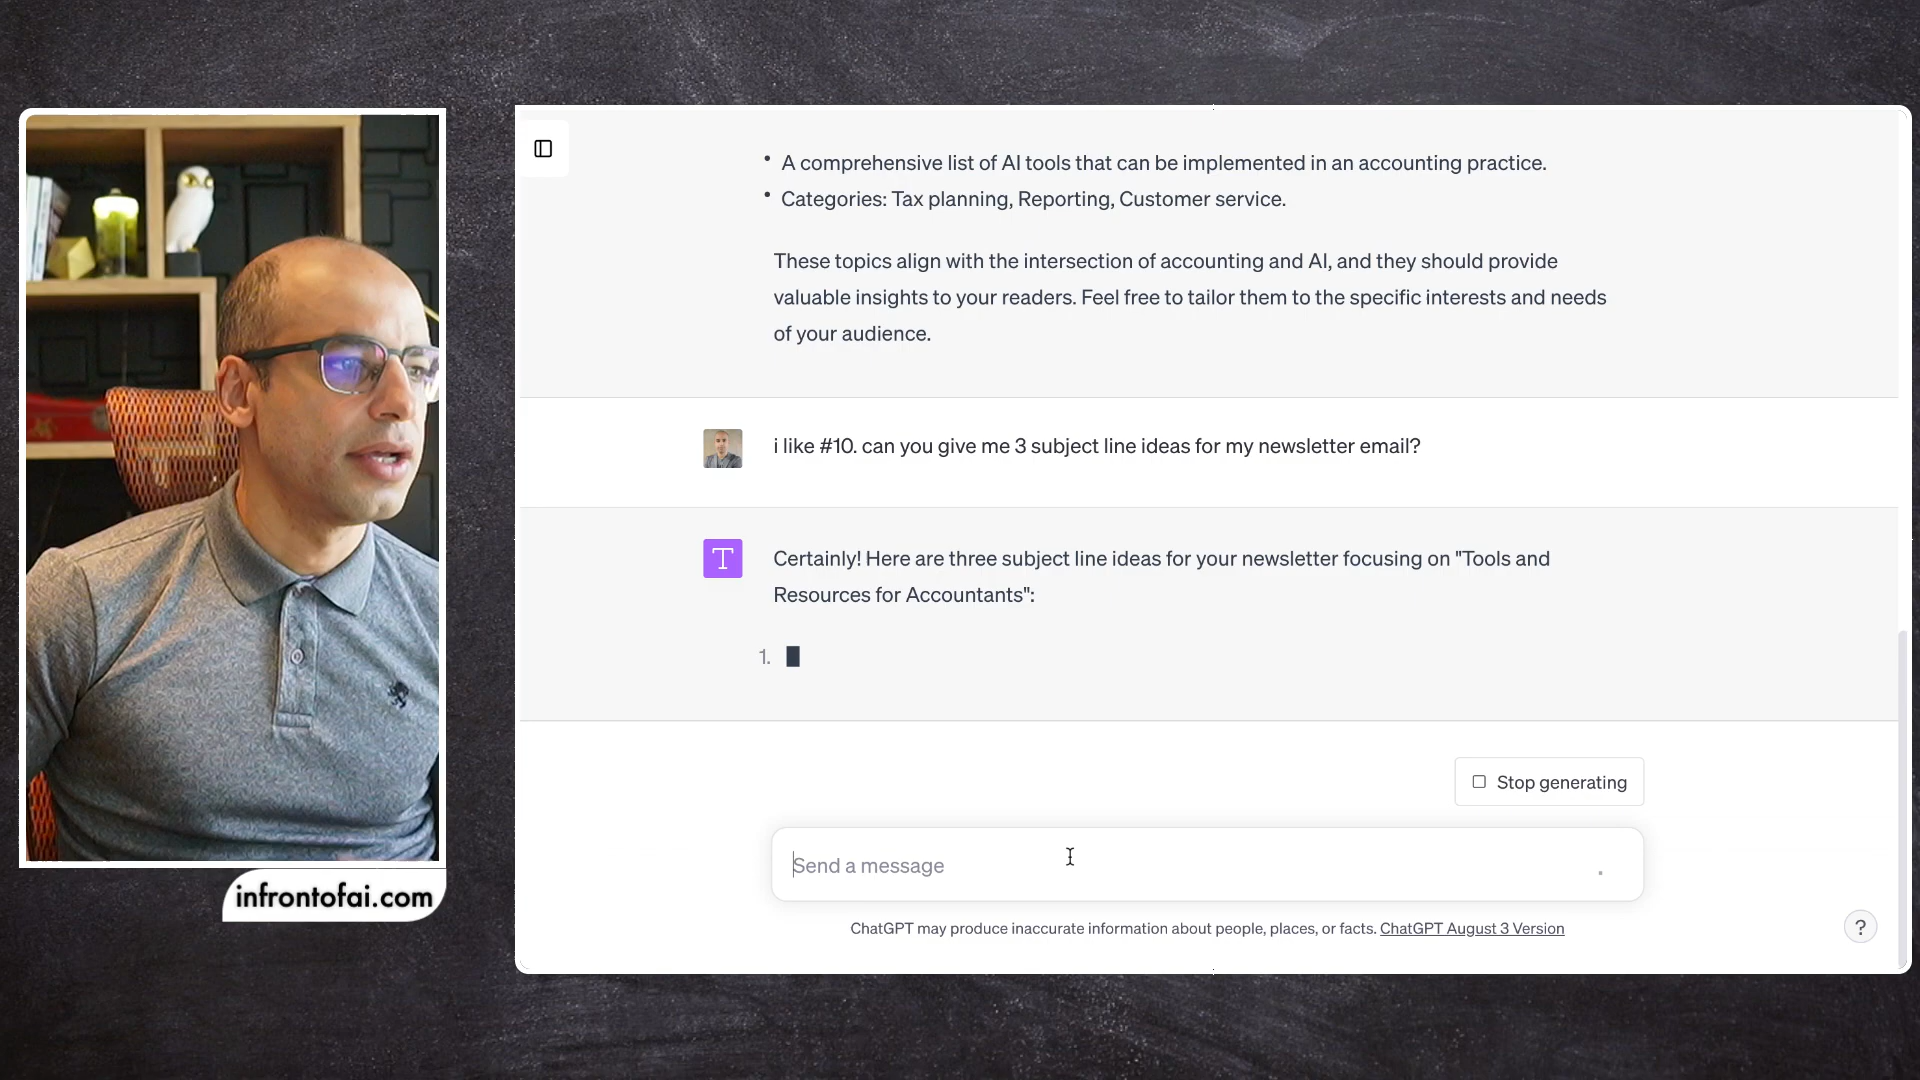 • A comprehensive list of AI tools that can be implemented in an accounting practice.
• Categories: Tax planning, Reporting, Customer service.
These topics align with the intersection of accounting and AI, and they should provide
valuable insights to your readers. Feel free to tailor them to the specific interests and needs
of your audience.
i like #10. can you give me 3 subject line ideas for my newsletter email?
T
Certainly! Here are three subject line ideas for your newsletter focusing on "Tools and
Resources for Accountants":
1.
Stop generating
Send a message
infrontofai.com
ChatGPT may produce inaccurate information about people, places, or facts. ChatGPT August 3 Version
?